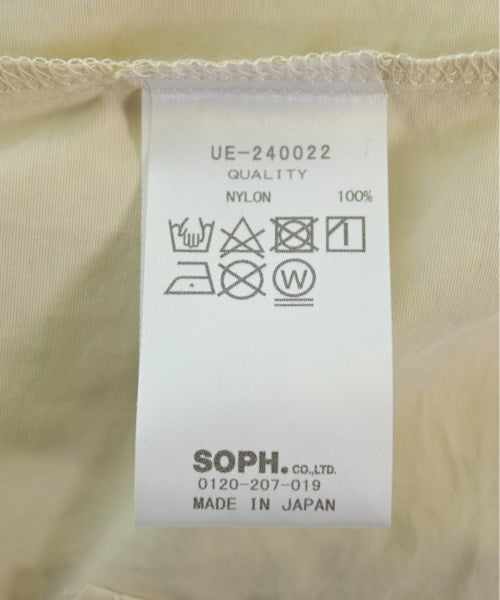 UE-240022
QUALITY
NYLON 100%
W
SOPH. CO.,LTD.
0120-207-019
MADE IN JAPAN